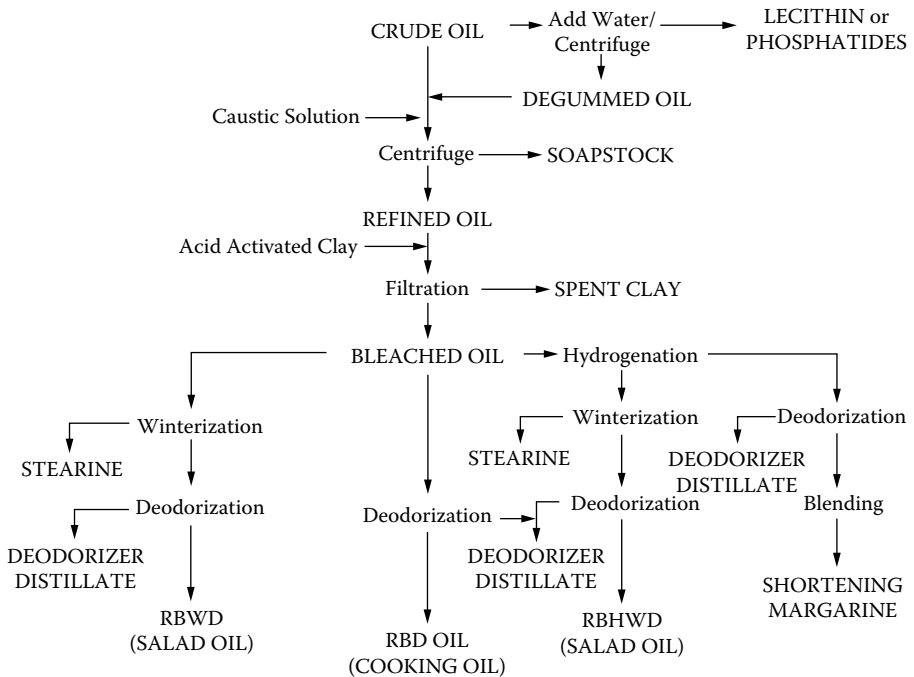 CRUDE OIL
Add Water/
Centrifuge
LECITHIN or
PHOSPHATIDES
DEGUMMED OIL
Caustic Solution
Centrifuge
SOAPSTOCK
REFINED OIL
Acid Activated Clay
Filtration
SPENT CLAY
BLEACHED OIL
Hydrogenation
Winterization
STEARINE
Deodorization
DEODORIZER
DISTILLATE
RBWD
(SALAD OIL)
Deodorization
RBD OIL
(COOKING OIL)
Winterization
STEARINE
Deodorization
DEODORIZER
DISTILLATE
RBHWD
(SALAD OIL)
Deodorization
DEODORIZER
DISTILLATE
Blending
SHORTENING
MARGARINE